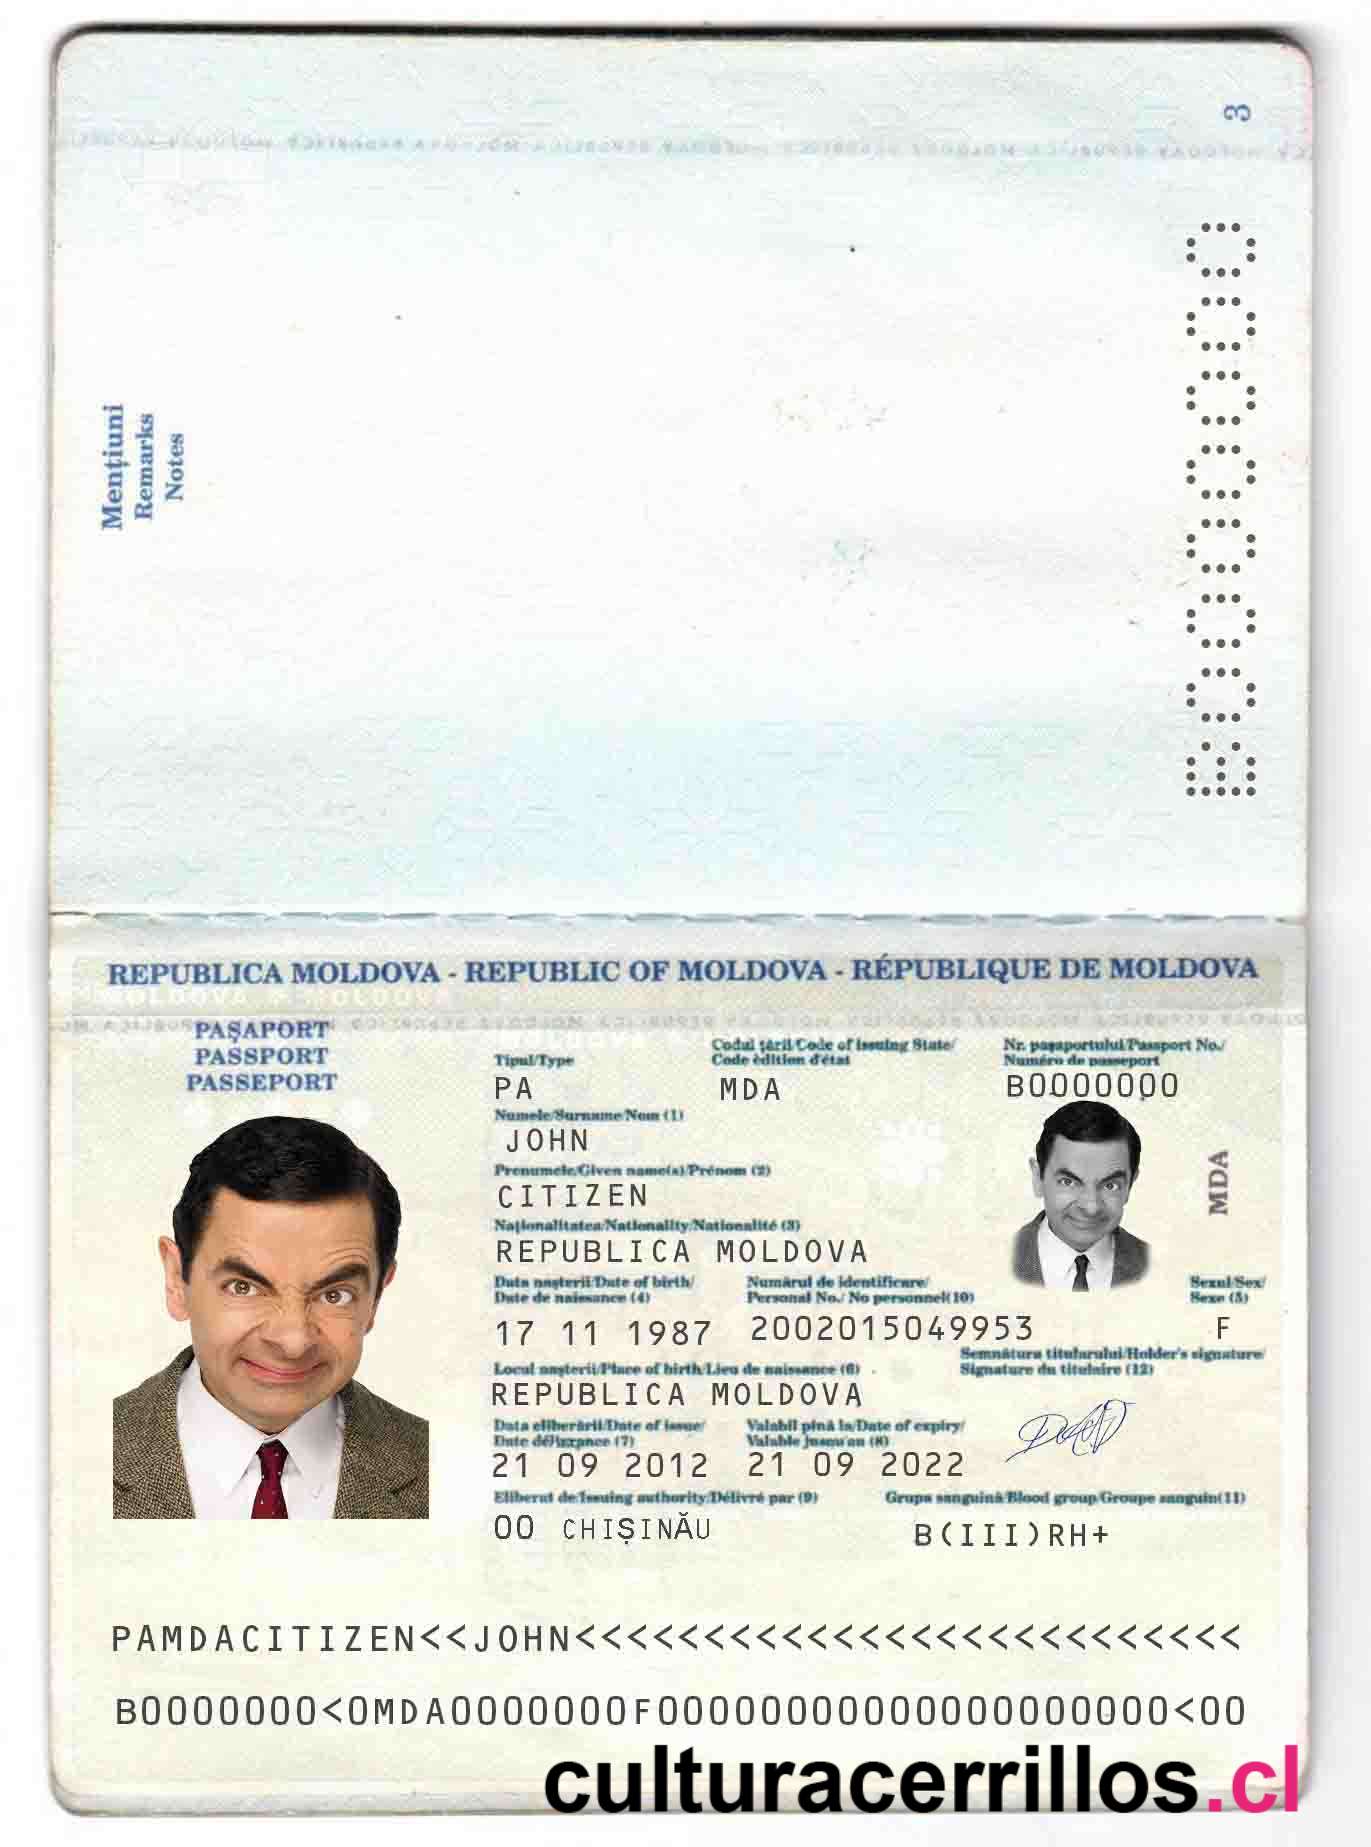 3
Mențiuni
Remarks
Notes
B0000000
REPUBLICA MOLDOVA - REPUBLIC OF MOLDOVA - RÉPUBLIQUE DE MOLDOVA
PAȘAPORT
PASSPORT
PASSEPORT
Tipul/Type
Codul țării/Code of issuing State/
Code édition d'état
Nr. pașaportului/Passport No./
Numéro de passeport
PA
MDA
B0000000
Numele/Surname/Nom (1)
JOHN
Prenumele/Given name(s)/Prénom (2)
CITIZEN
MDA
Naționalitatea/Nationality/Nationalité (3)
REPUBLICA MOLDOVA
Data nașterii/Date of birth/
Date de naissance (4)
Numărul de identificare/
Personal No./ No personnel(10)
Sexul/Sex/
Sexe (5)
17 11 1987
2002015049953
F
Locul nașterii/Place of birth/Lieu de naissance (6)
Semnătura titularului/Holder's signature/
Signature du titulaire (12)
REPUBLICA MOLDOVA
Data eliberării/Date of issue/
Date délivrance (7)
Valabil pînă la/Date of expiry/
Valable jusqu'au (8)
21 09 2012
21 09 2022
Eliberat de/Issuing authority/Délivré par (9)
Grupa sanguină/Blood group/Groupe sanguin(11)
00 CHIȘINĂU
B(III)RH+
PAMDACITIZEN<<JOHN<<<<<<<<<<<<<<<<<<<<<<<<<<
B0000000<0MDA0000000F00000000000000000000<00
culturacerrillos.cl